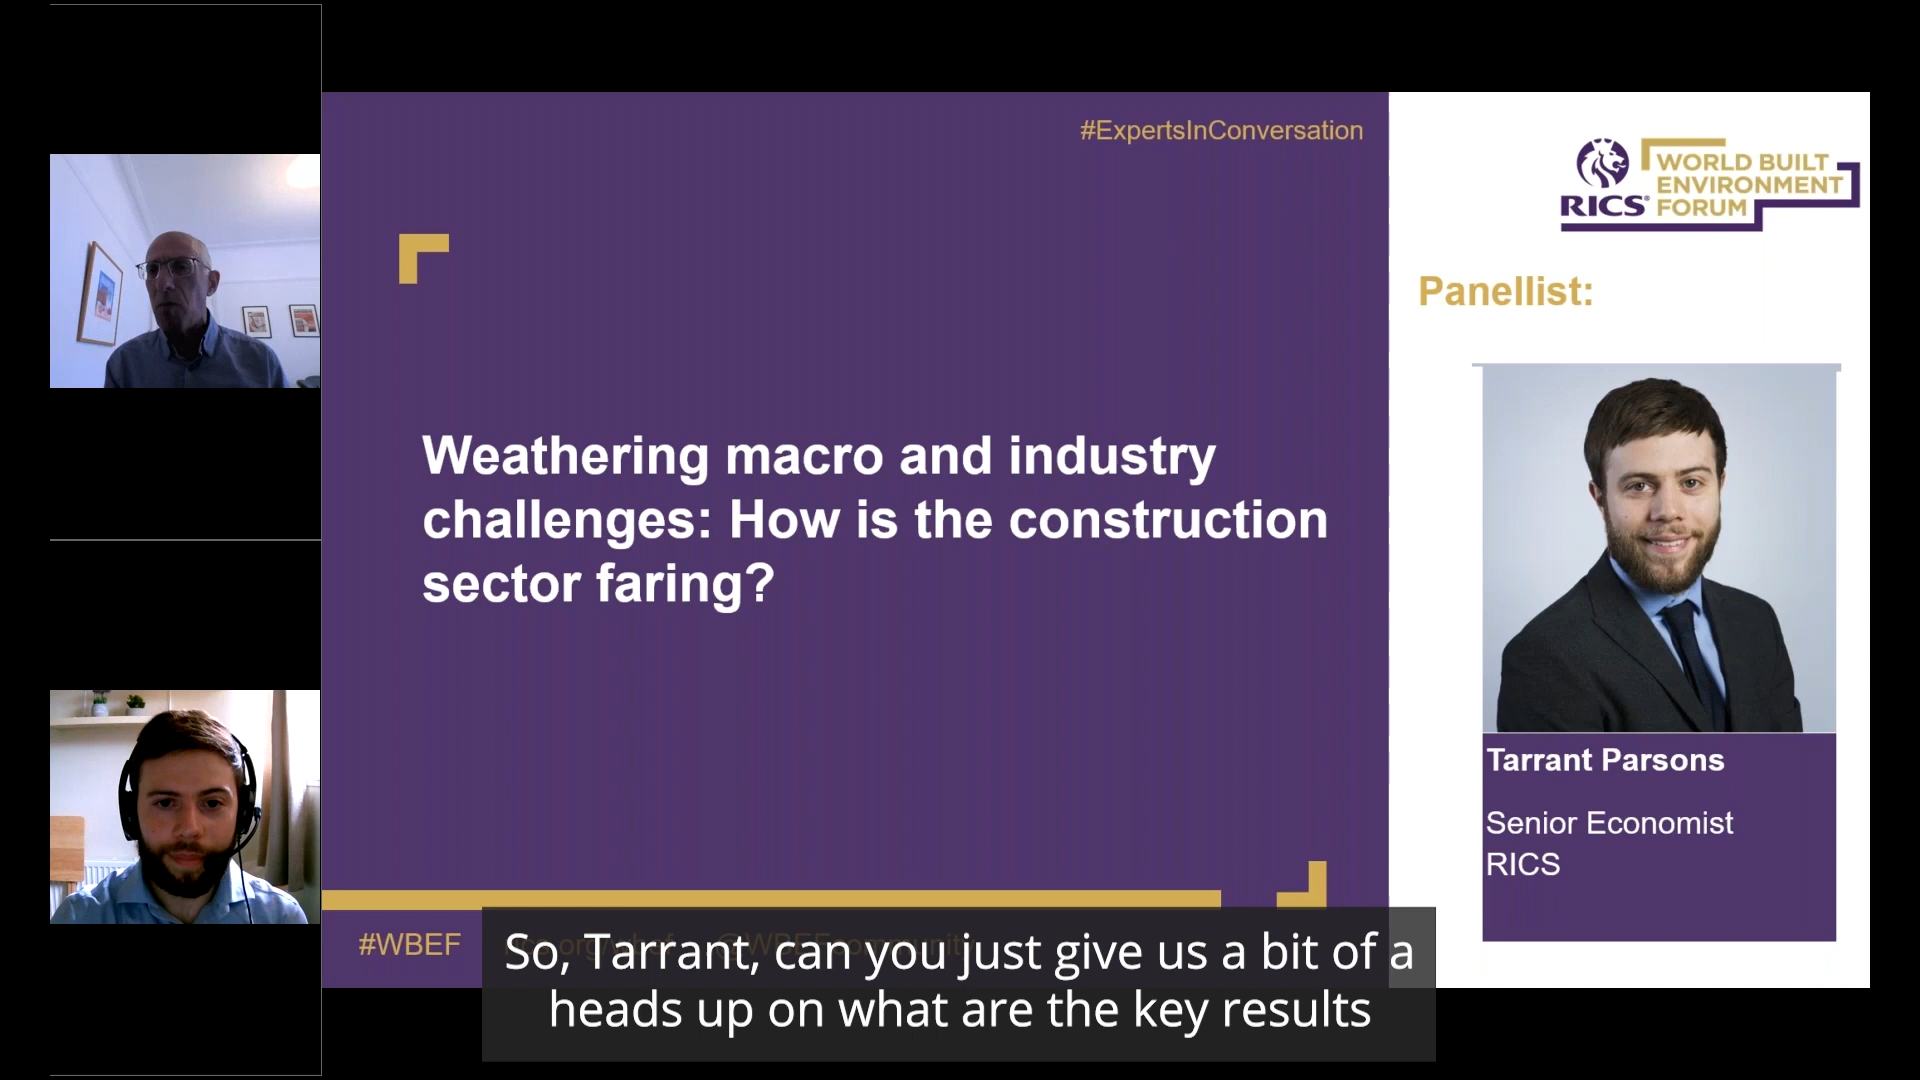 #ExpertsInConversation
RICS
WORLD BUILT
ENVIRONMENT
FORUM
Panellist:
Weathering macro and industry
challenges: How is the construction
sector faring?
Tarrant Parsons
Senior Economist
RICS
#WBEF
So, Tarrant, can you just give us a bit of a
heads up on what are the key results